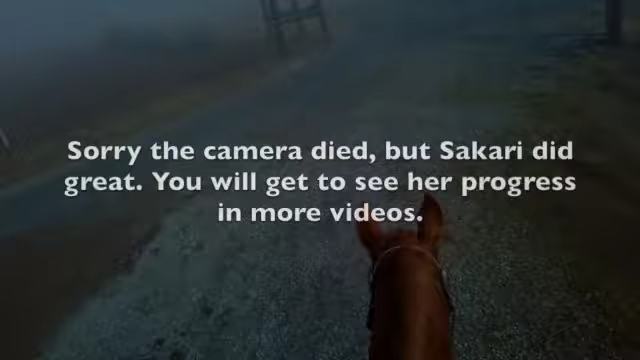 Sorry the camera died, but Sakari did
great. You will get to see her progress
in more videos.